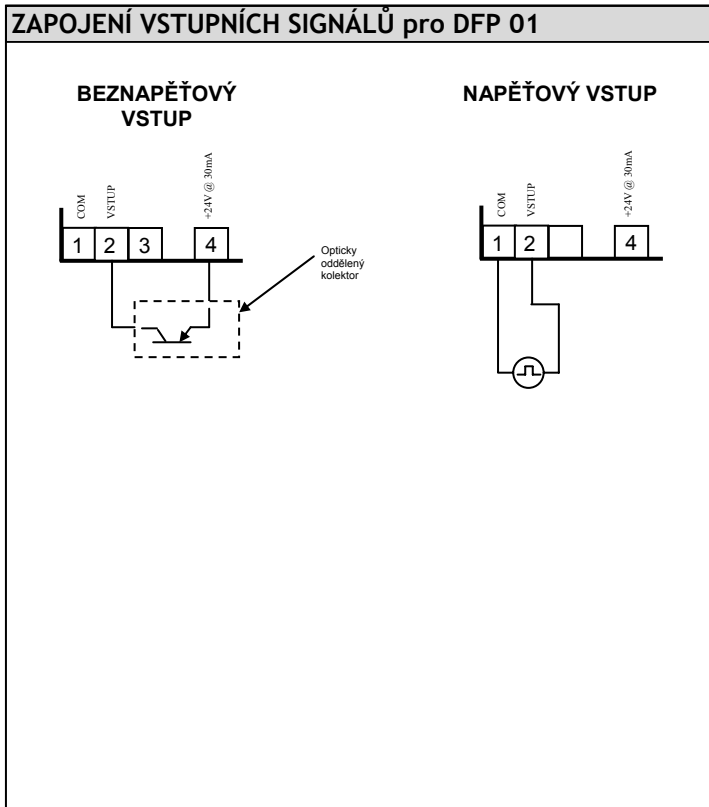 ZAPOJENÍ VSTUPNÍCH SIGNÁLŮ pro DFP 01
BEZNAPĚŤOVÝ
VSTUP
COM
VSTUP
+24V @ 30mA
1 2 3 4
Opticky
oddělený
kolektor
NAPĚŤOVÝ VSTUP
COM
VSTUP
+24V @ 30mA
1 2 4